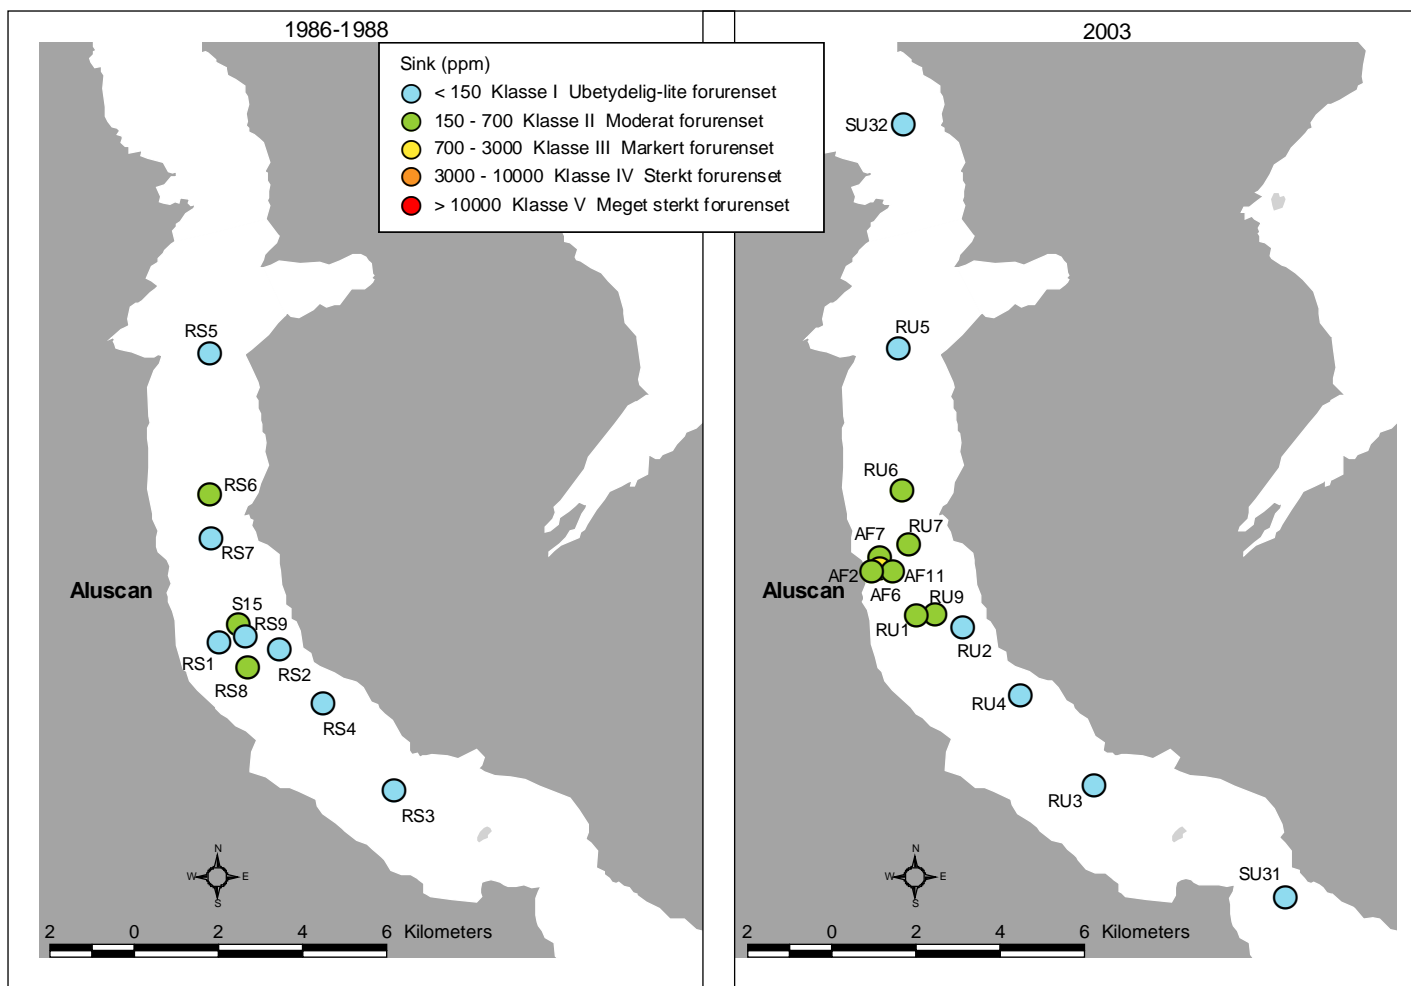 1986-1988
2003
Sink (ppm)
< 150 Klasse I Ubetydelig-lite forurenset
150 - 700 Klasse II Moderat forurenset
700 - 3000 Klasse III Markert forurenset
3000 - 10000 Klasse IV Sterkt forurenset
> 10000 Klasse V Meget sterkt forurenset
RS5
RS6
RS7
Aluscan
S15
RS9
RS1
RS2
RS8
RS4
RS3
N
W
E
S
2 0 2 4 6 Kilometers
SU32
RU5
RU6
RU7
AF7
AF2
AF11
Aluscan
AF6
RU9
RU1
RU2
RU4
RU3
SU31
N
W
E
S
2 0 2 4 6 Kilometers